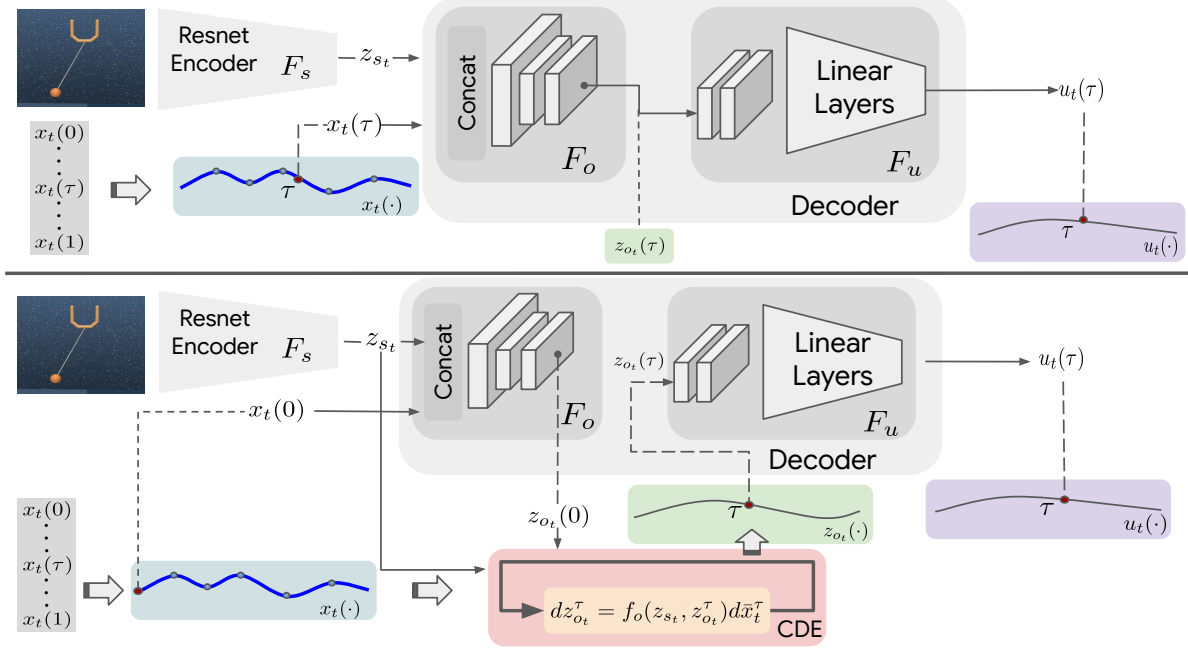 Resnet
Encoder
F_s
z_{s_t}
Concat
F_o
Linear
Layers
F_u
u_t(τ)
x_t(0)
x_t(τ)
x_t(1)
x_t(τ)
τ
x_t(·)
Decoder
z_{o_t}(τ)
τ
u_t(·)
Resnet
Encoder
F_s
z_{s_t}
Concat
F_o
z_{o_t}(τ)
Linear
Layers
F_u
u_t(τ)
x_t(0)
Decoder
x_t(0)
x_t(τ)
x_t(1)
x_t(·)
z_{o_t}(0)
τ
z_{o_t}(·)
τ
u_t(·)
dz^τ_{o_t} = f_o(z_{s_t}, z^τ_{o_t})dx̄^τ_t
CDE